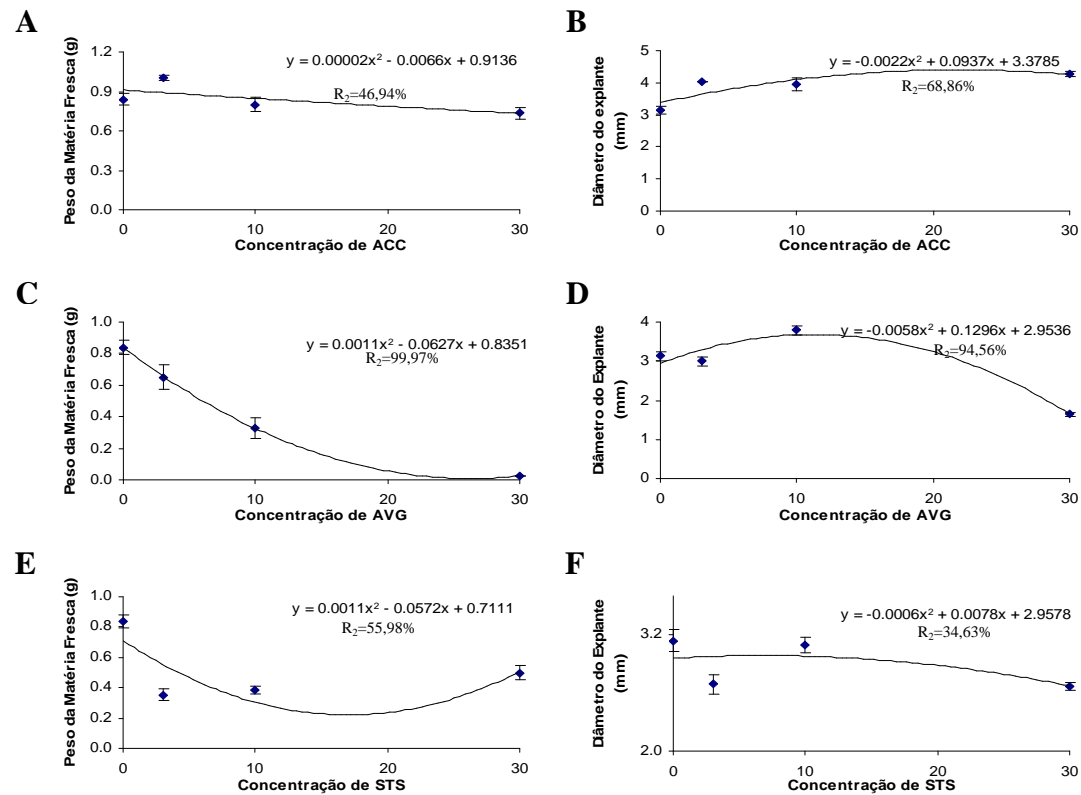 A
Peso da Matéria Fresca (g)
1.2
0.9
0.6
0.3
0.0
y = 0.00002x² - 0.0066x + 0.9136
R₂=46,94%
0 10 20 30
Concentração de ACC
B
Diâmetro do explante
(mm)
5
4
3
2
1
0
y = -0.0022x² + 0.0937x + 3.3785
R₂=68,86%
0 10 20 30
Concentração de ACC
C
Peso da Matéria Fresca (g)
1.0
0.8
0.6
0.4
0.2
0.0
y = 0.0011x² - 0.0627x + 0.8351
R₂=99,97%
0 10 20 30
Concentração de AVG
D
Diâmetro do Explante
(mm)
4
3
2
1
0
y = -0.0058x² + 0.1296x + 2.9536
R₂=94,56%
0 10 20 30
Concentração de AVG
E
Peso da Matéria Fresca (g)
1.0
0.8
0.6
0.4
0.2
0.0
y = 0.0011x² - 0.0572x + 0.7111
R₂=55,98%
0 10 20 30
Concentração de STS
F
Diâmetro do Explante
(mm)
3.2
2.0
y = -0.0006x² + 0.0078x + 2.9578
R₂=34,63%
0 10 20 30
Concentração de STS